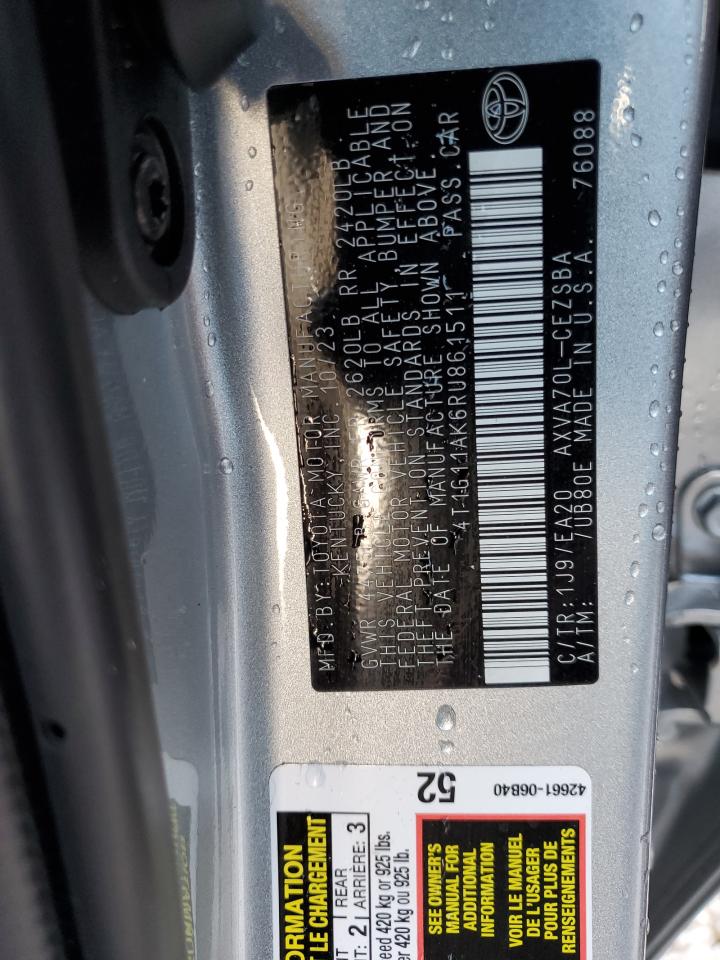 MFD. BY: TOYOTA MOTOR MANUFACTURING
KENTUCKY, INC. 10/23
GVWR 2620LB RR 2420LB
THIS VEHICLE CONFORMS TO ALL APPLICABLE
FEDERAL MOTOR VEHICLE SAFETY, BUMPER AND
THEFT PREVENTION STANDARDS IN EFFECT ON
THE DATE OF MANUFACTURE SHOWN ABOVE.
4T1G11AK6RU861511 PASS. CAR
C/TR: 1J9/EA20 AXVA70L-CEZSBA
A/TM: /UB80E MADE IN U.S.A. 76088
52
42661-06B40
ORMATION
T LE CHARGEMENT
2 REAR
ARRIÈRE: 3
eed 420 kg or 925 lbs.
er 420 kg ou 925 lb.
SEE OWNER'S
MANUAL FOR
ADDITIONAL
INFORMATION
VOIR LE MANUEL
DE L'USAGER
POUR PLUS DE
RENSEIGNEMENTS